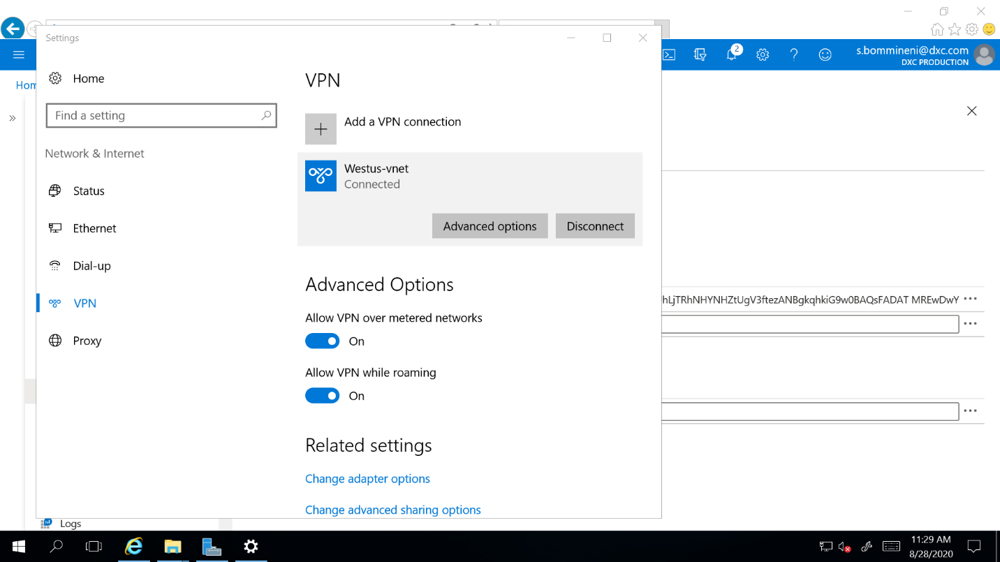 Settings
s.bommineni@dxc.com
DXC PRODUCTION
2
Hom
Home
Find a setting
Network & Internet
Status
Ethernet
Dial-up
VPN
Proxy
VPN
Add a VPN connection
Westus-vnet
Connected
Advanced options
Disconnect
Advanced Options
Allow VPN over metered networks
On
Allow VPN while roaming
On
Related settings
Change adapter options
Change advanced sharing options
hLjTRhNHYNHZtUgV3ftezANBgkqhkiG9w0BAQsFADAT MREwDwY
Logs
11:29 AM
8/28/2020